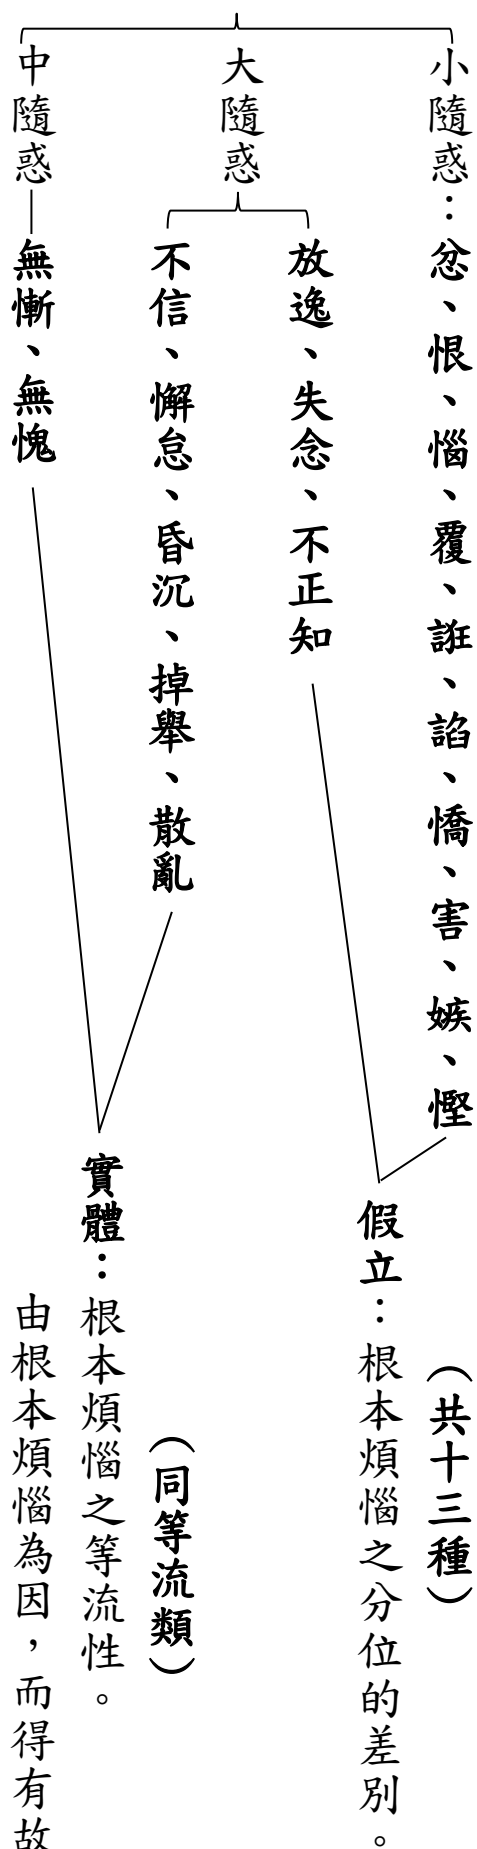 小隨惑：忿、恨、惱、覆、誑、諂、憍、害、嫉、慳
大隨惑
放逸、失念、不正知
不信、懈怠、昏沉、掉舉、散亂
中隨惑—無慚、無愧
（共十三種）
假立：根本煩惱之分位的差別。
（同等流類）
實體：根本煩惱之等流性。
由根本煩惱為因，而得有故